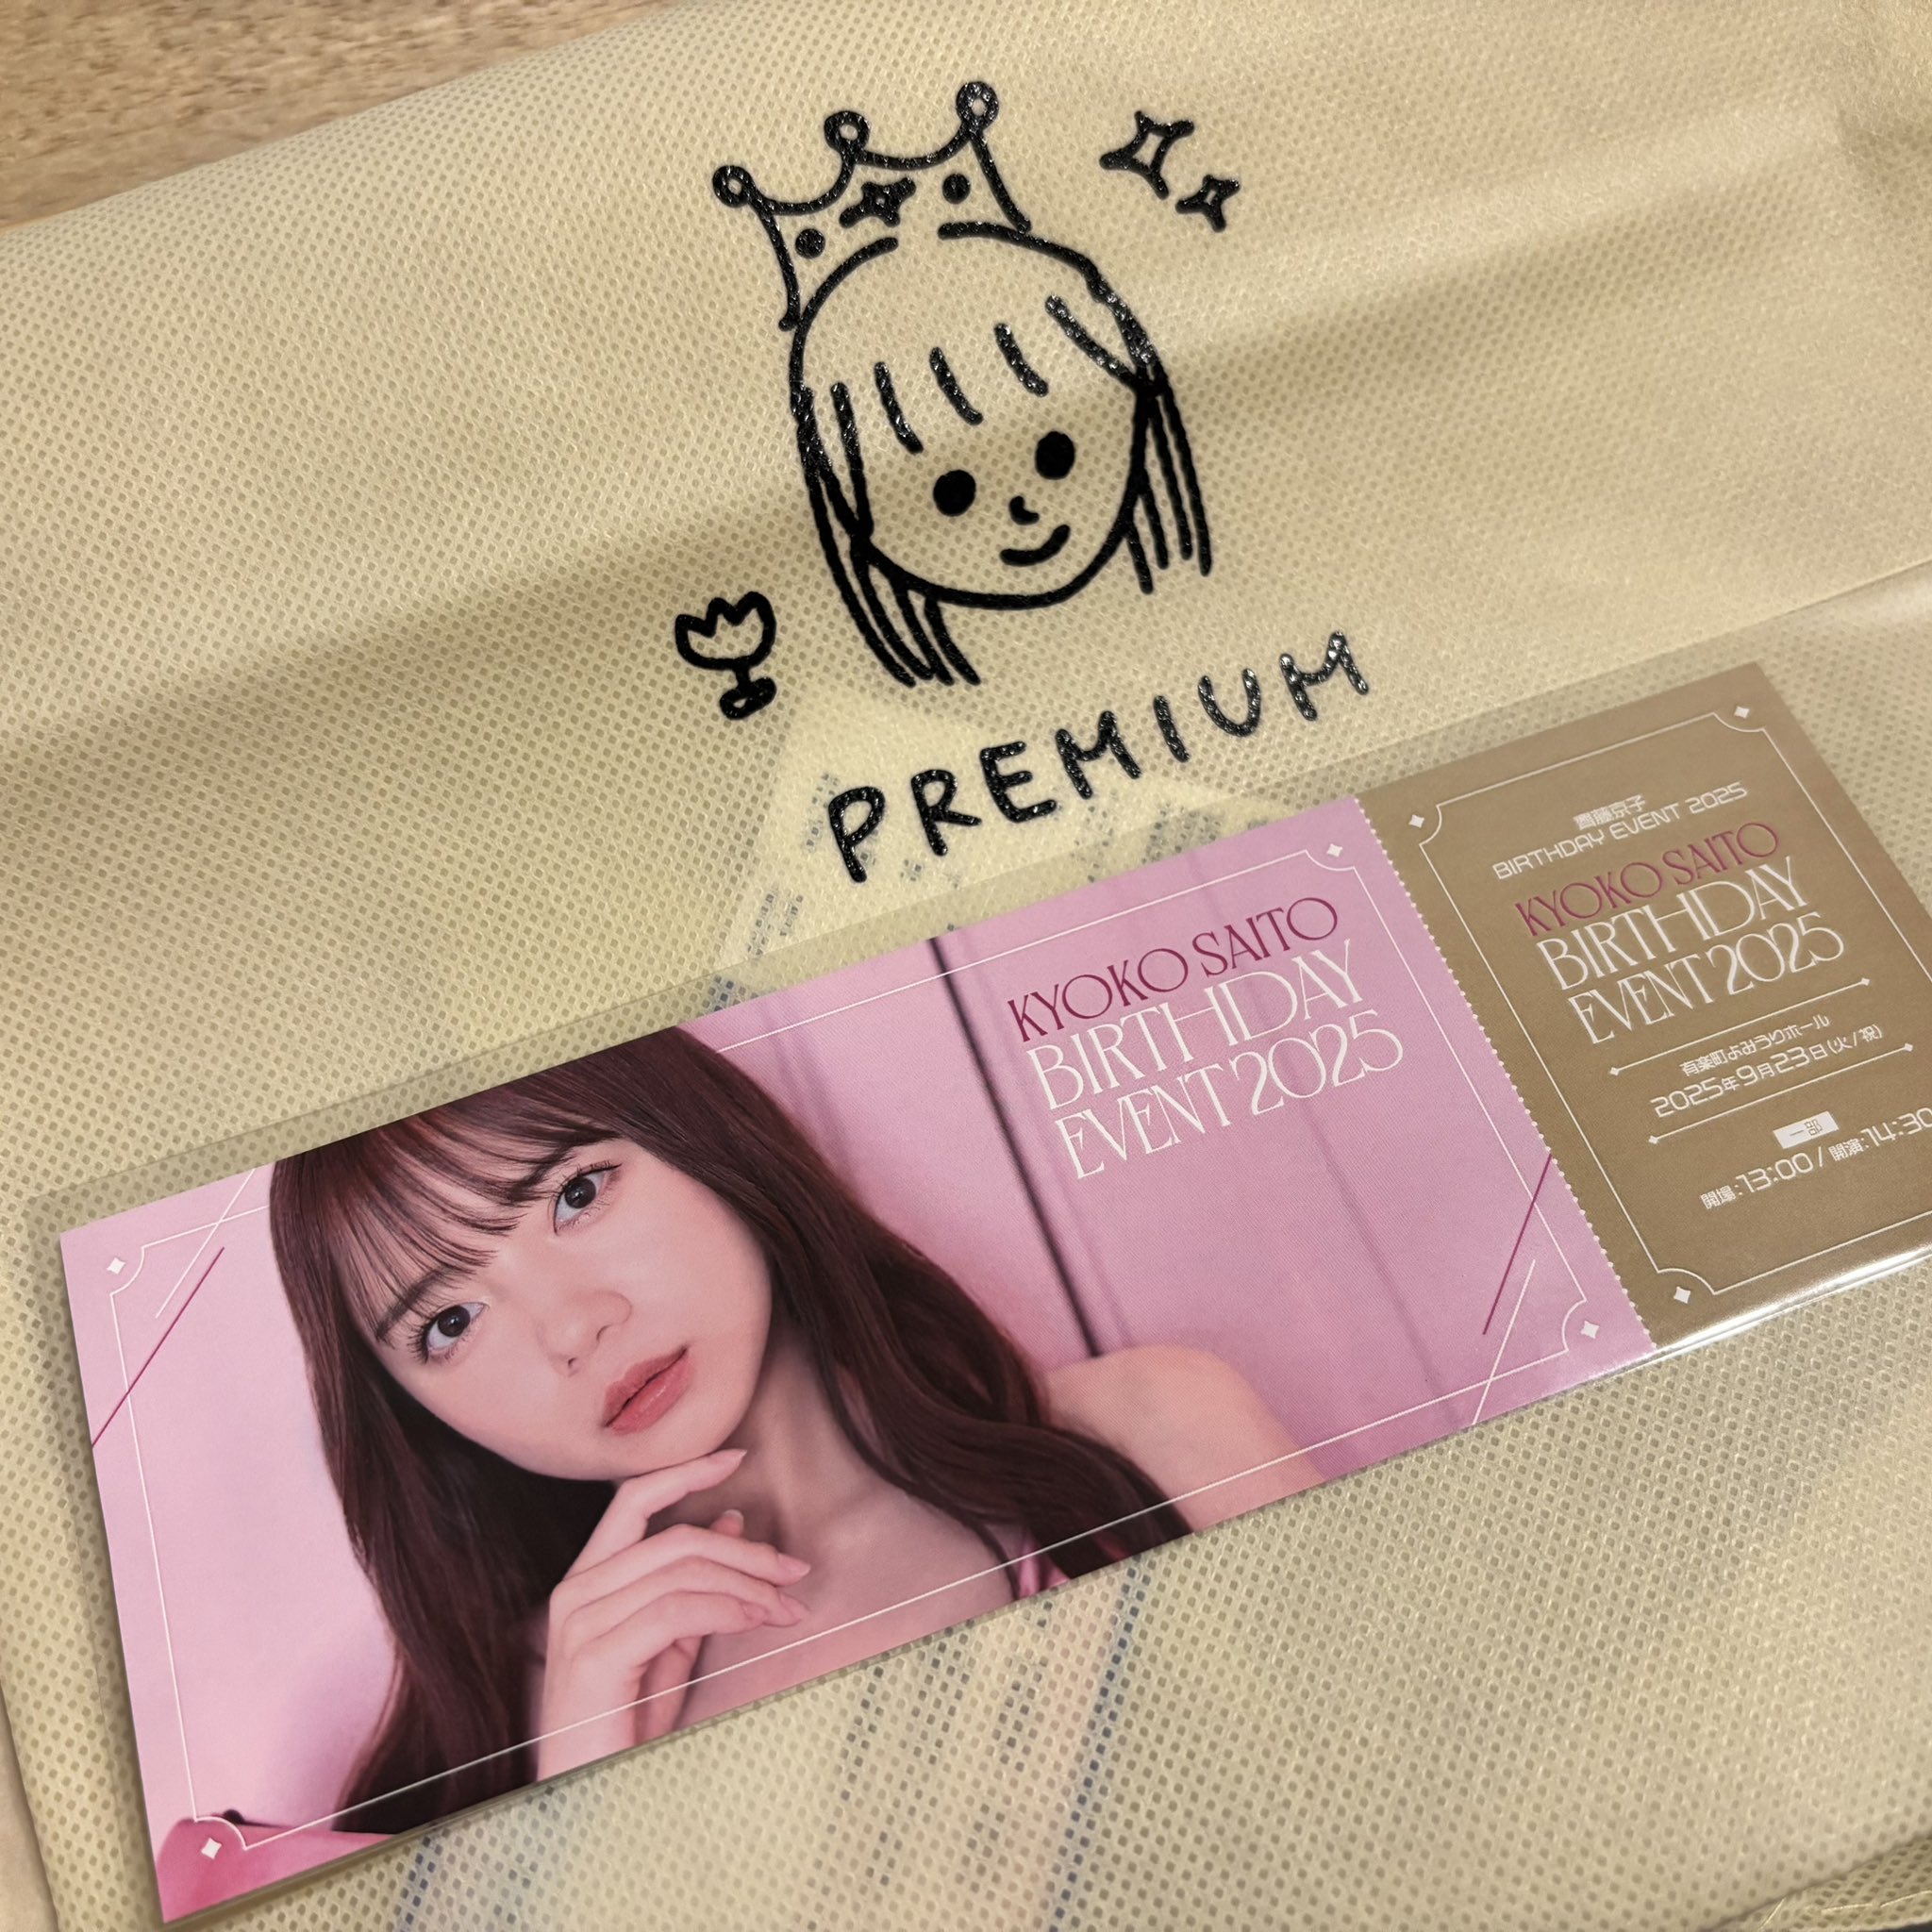 PREMIUM
KYOKO SAITO
BIRTHDAY
EVENT 2025
齊藤京子
BIRTHDAY EVENT 2025
KYOKO SAITO
BIRTHDAY
EVENT 2025
有楽町よみうりホール
2025年9月23日(火/祝)
一部
開場:13:00 / 開演:14:30